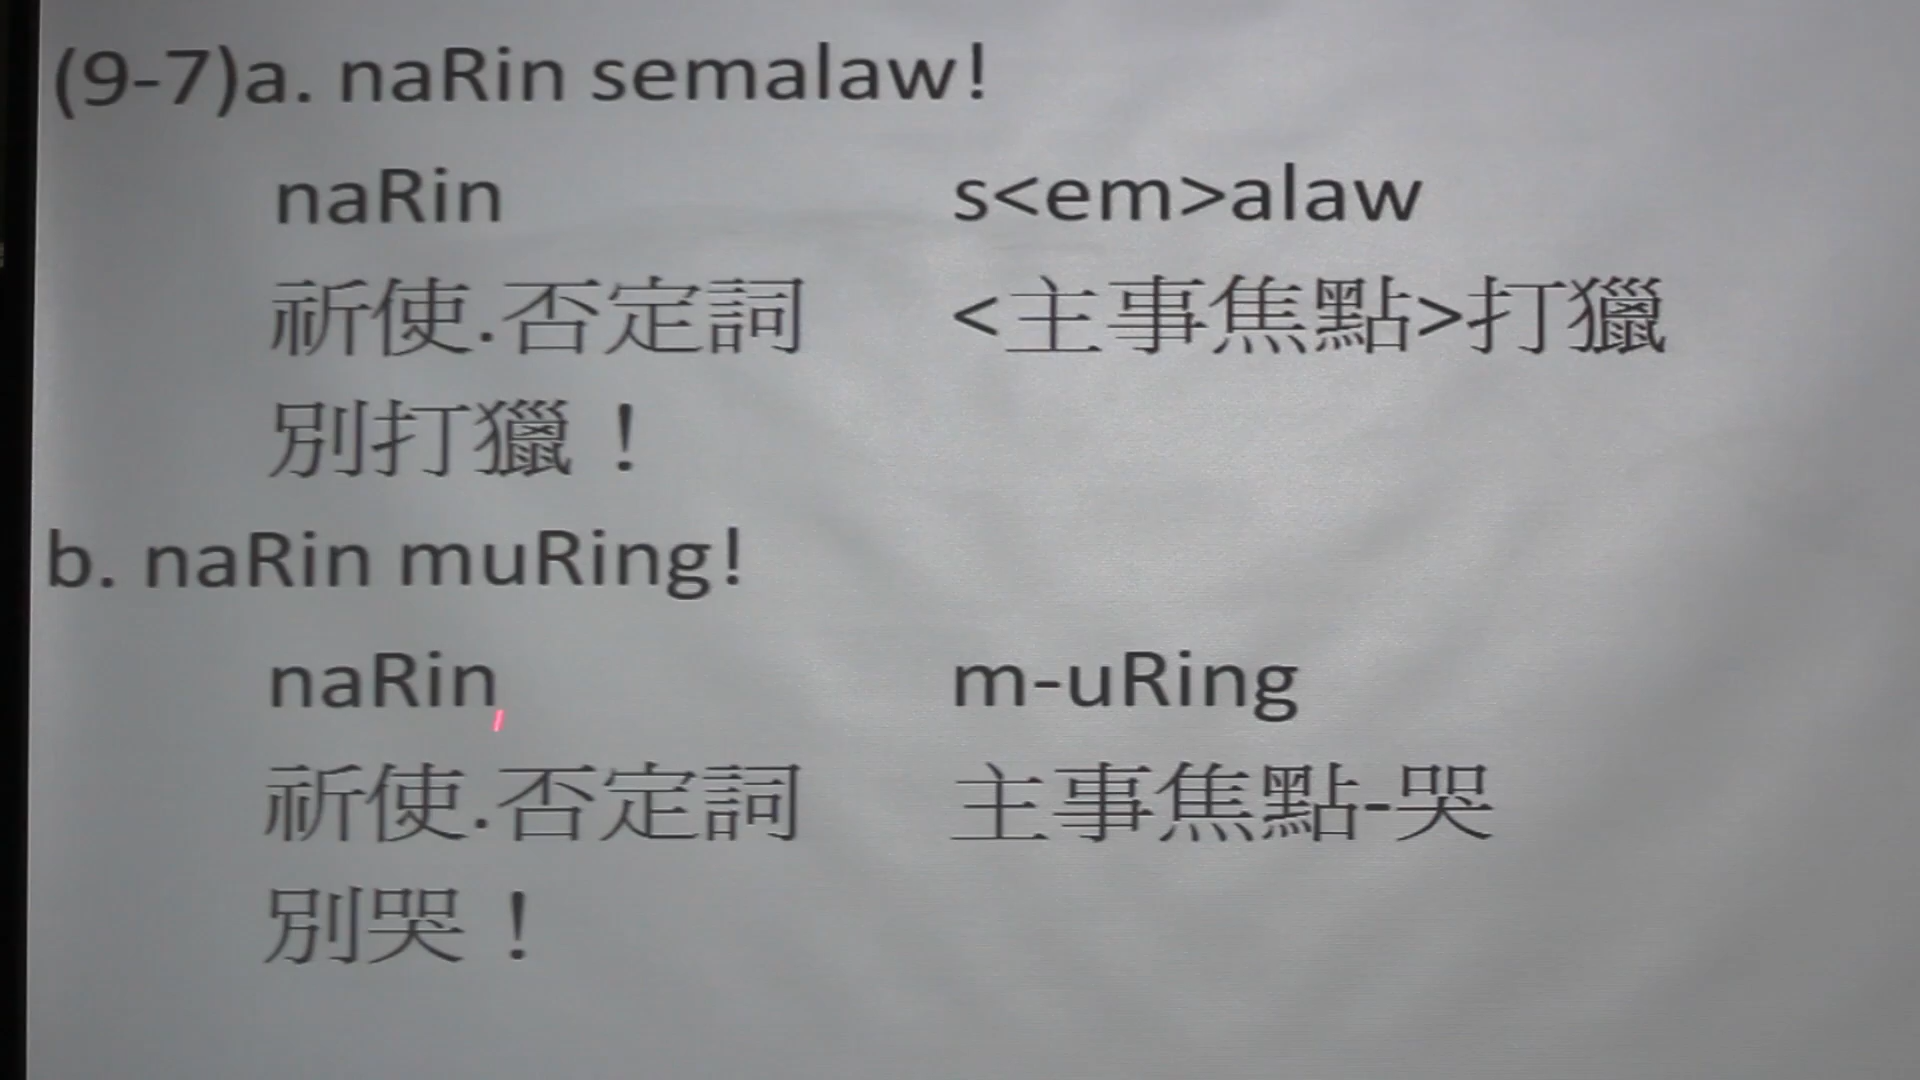 (9-7)a. naRin semalaw!
naRin s<em>alaw
祈使.否定詞 <主事焦點>打獵
別打獵！
b. naRin muRing!
naRin m-uRing
祈使.否定詞 主事焦點-哭
別哭！